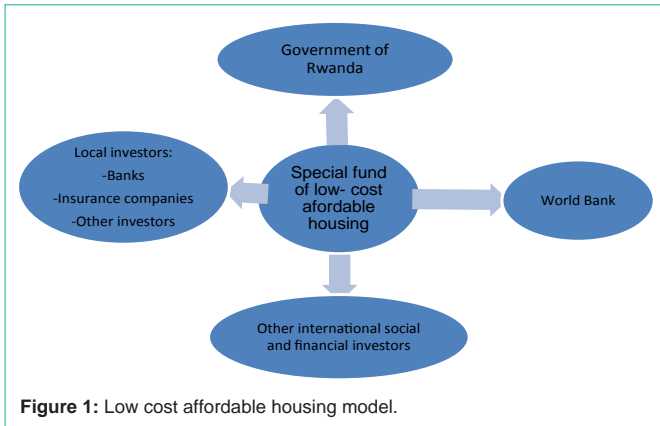 Government of
Rwanda
Local investors:
-Banks
-Insurance companies
-Other investors
Special fund
of low- cost
afordable
housing
World Bank
Other international social
and financial investors
Figure 1: Low cost affordable housing model.